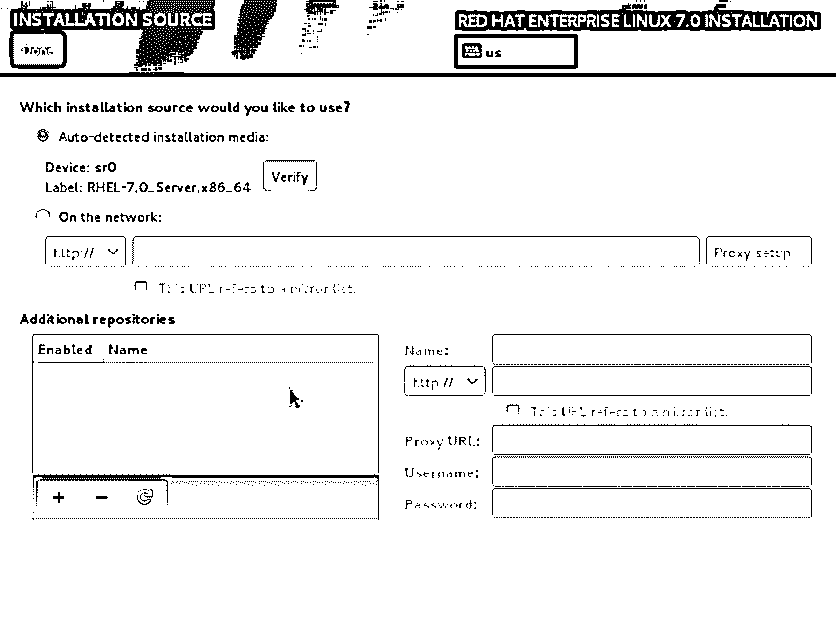 INSTALLATION SOURCE
RED HAT ENTERPRISE LINUX 7.0 INSTALLATION
Done
us
Which installation source would you like to use?
Auto-detected installation media:
Device: sr0
Label: RHEL-7.0_Server.x86_64
Verify
On the network:
http://
Proxy setup
This URL refers to a mirror list.
Additional repositories
Enabled Name
Name:
http://
This URL refers to a mirror list.
Proxy URL:
Username:
Password: